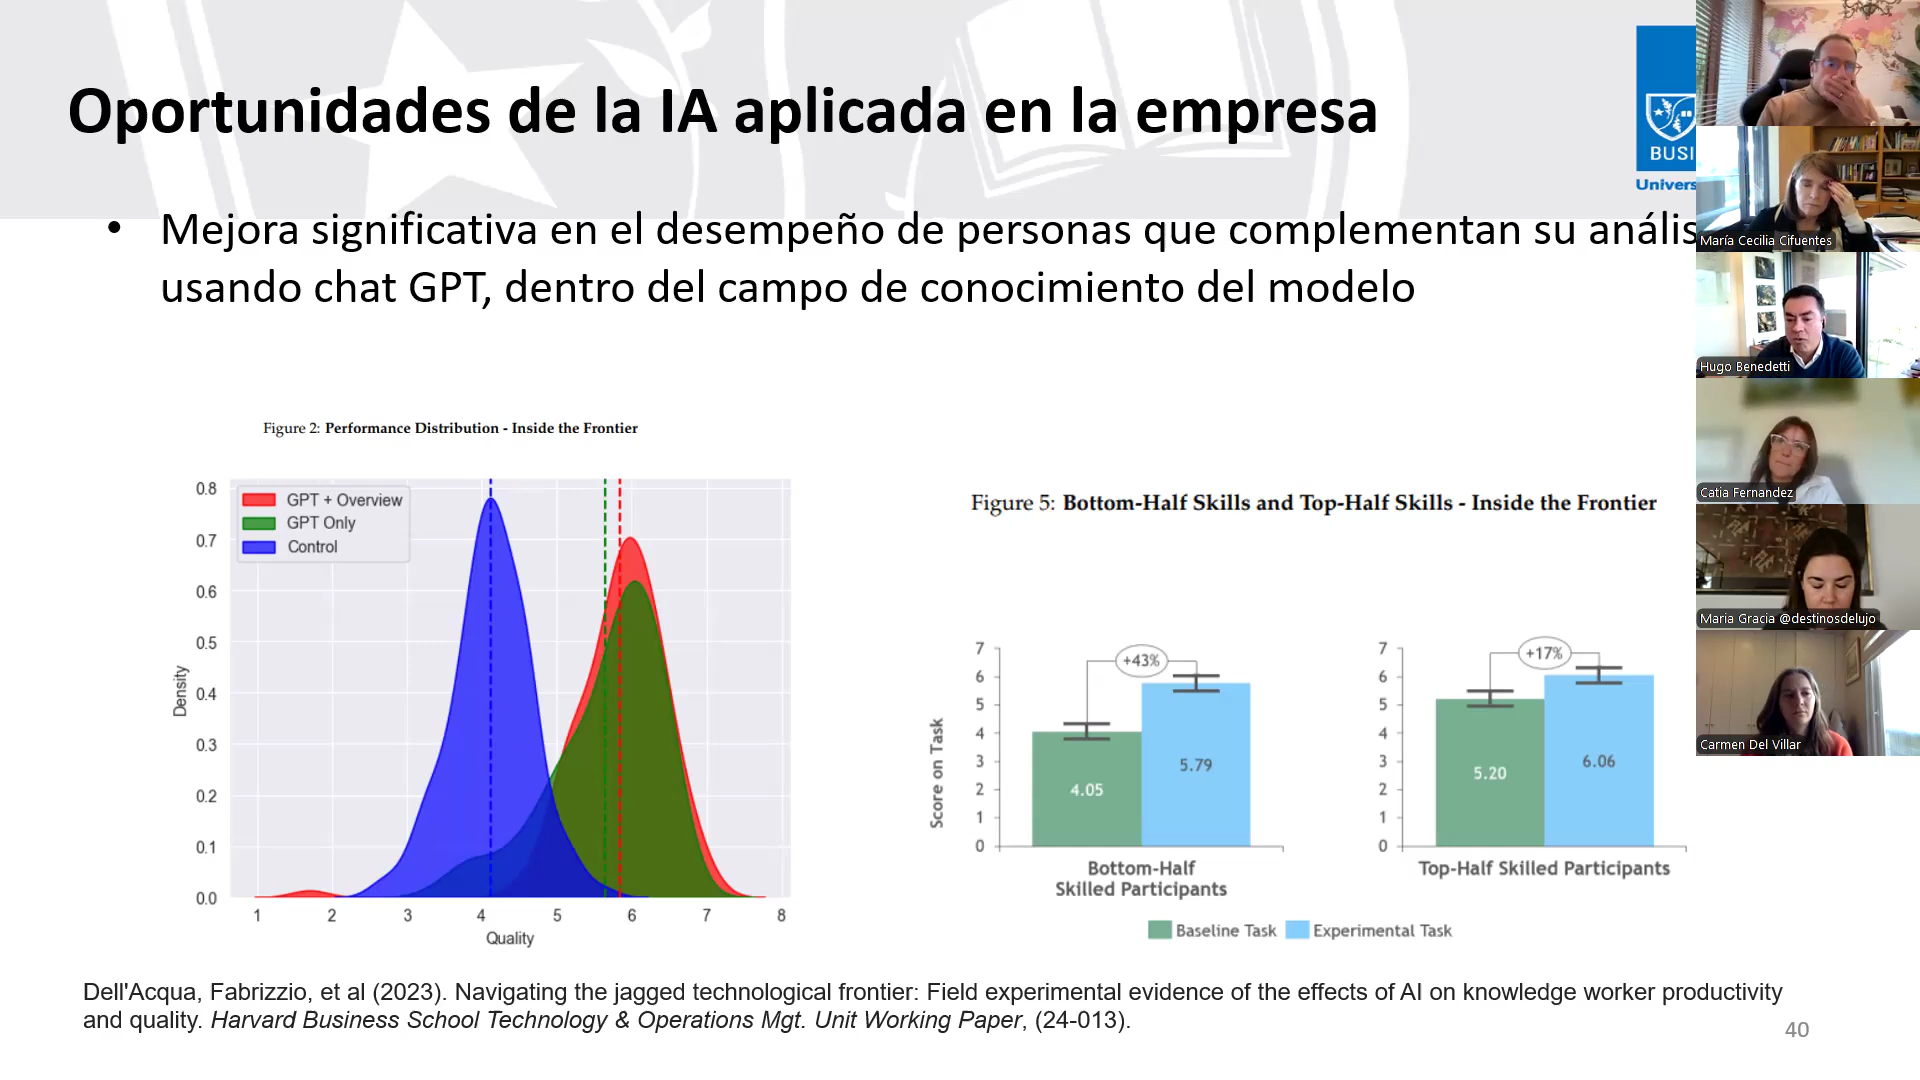 Oportunidades de la IA aplicada en la empresa
BUSI
Univers
• Mejora significativa en el desempeño de personas que complementan su anális
usando chat GPT, dentro del campo de conocimiento del modelo
Figure 2: Performance Distribution - Inside the Frontier
GPT + Overview
GPT Only
Control
0.8
0.7
0.6
0.5
0.4
0.3
0.2
0.1
0.0
Density
1 2 3 4 5 6 7 8
Quality
Figure 5: Bottom-Half Skills and Top-Half Skills - Inside the Frontier
Score on Task
7
6
5
4
3
2
1
0
+43%
4.05
5.79
Bottom-Half
Skilled Participants
7
6
5
4
3
2
1
0
+17%
5.20
6.06
Top-Half Skilled Participants
Baseline Task Experimental Task
Dell'Acqua, Fabrizzio, et al (2023). Navigating the jagged technological frontier: Field experimental evidence of the effects of AI on knowledge worker productivity
and quality. Harvard Business School Technology & Operations Mgt. Unit Working Paper, (24-013).
40
María Cecilia Cifuentes
Hugo Benedetti
Catia Fernandez
Maria Gracia @destinosdelujo
Carmen Del Villar